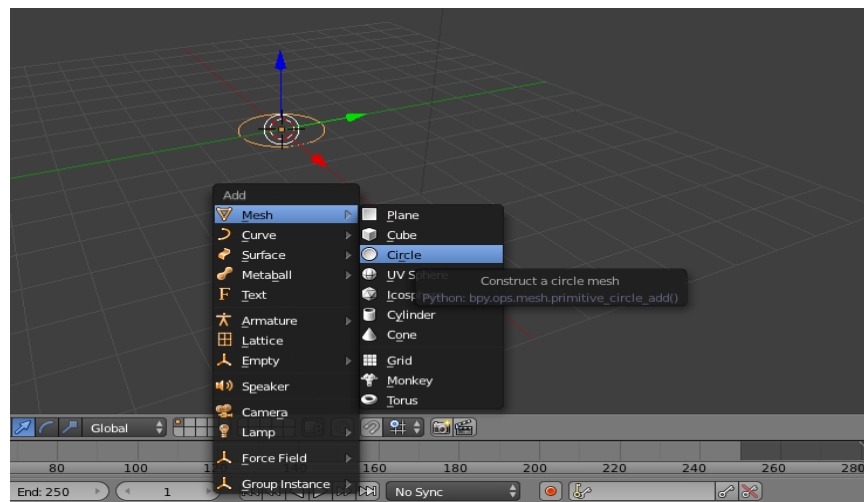 Add
Mesh
Curve
Surface
Metaball
Text
Armature
Lattice
Empty
Speaker
Camera
Lamp
Force Field
Group Instance
Plane
Cube
Circle
UV Sphere
Construct a circle mesh
Python: bpy.ops.mesh.primitive_circle_add()
Cylinder
Cone
Grid
Monkey
Torus
Global
80 100 160 180 200 220 240 260 280
End: 250 1 No Sync